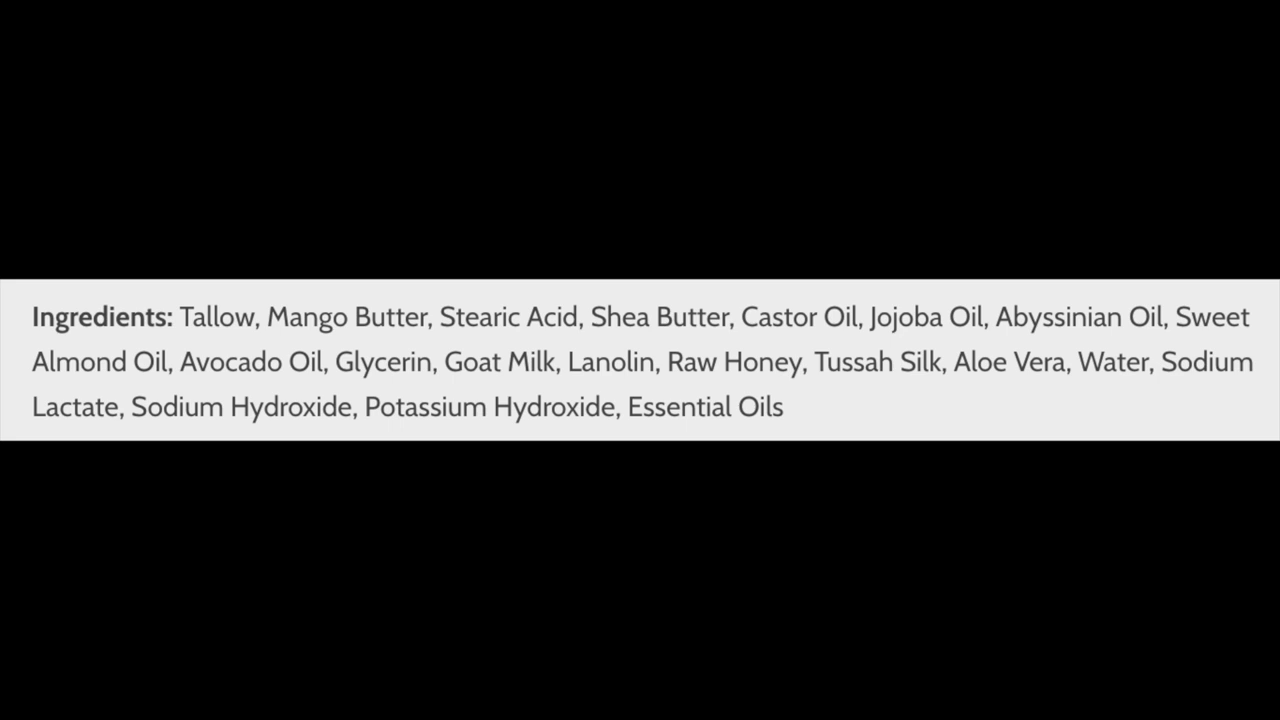 Ingredients: Tallow, Mango Butter, Stearic Acid, Shea Butter, Castor Oil, Jojoba Oil, Abyssinian Oil, Sweet
Almond Oil, Avocado Oil, Glycerin, Goat Milk, Lanolin, Raw Honey, Tussah Silk, Aloe Vera, Water, Sodium
Lactate, Sodium Hydroxide, Potassium Hydroxide, Essential Oils